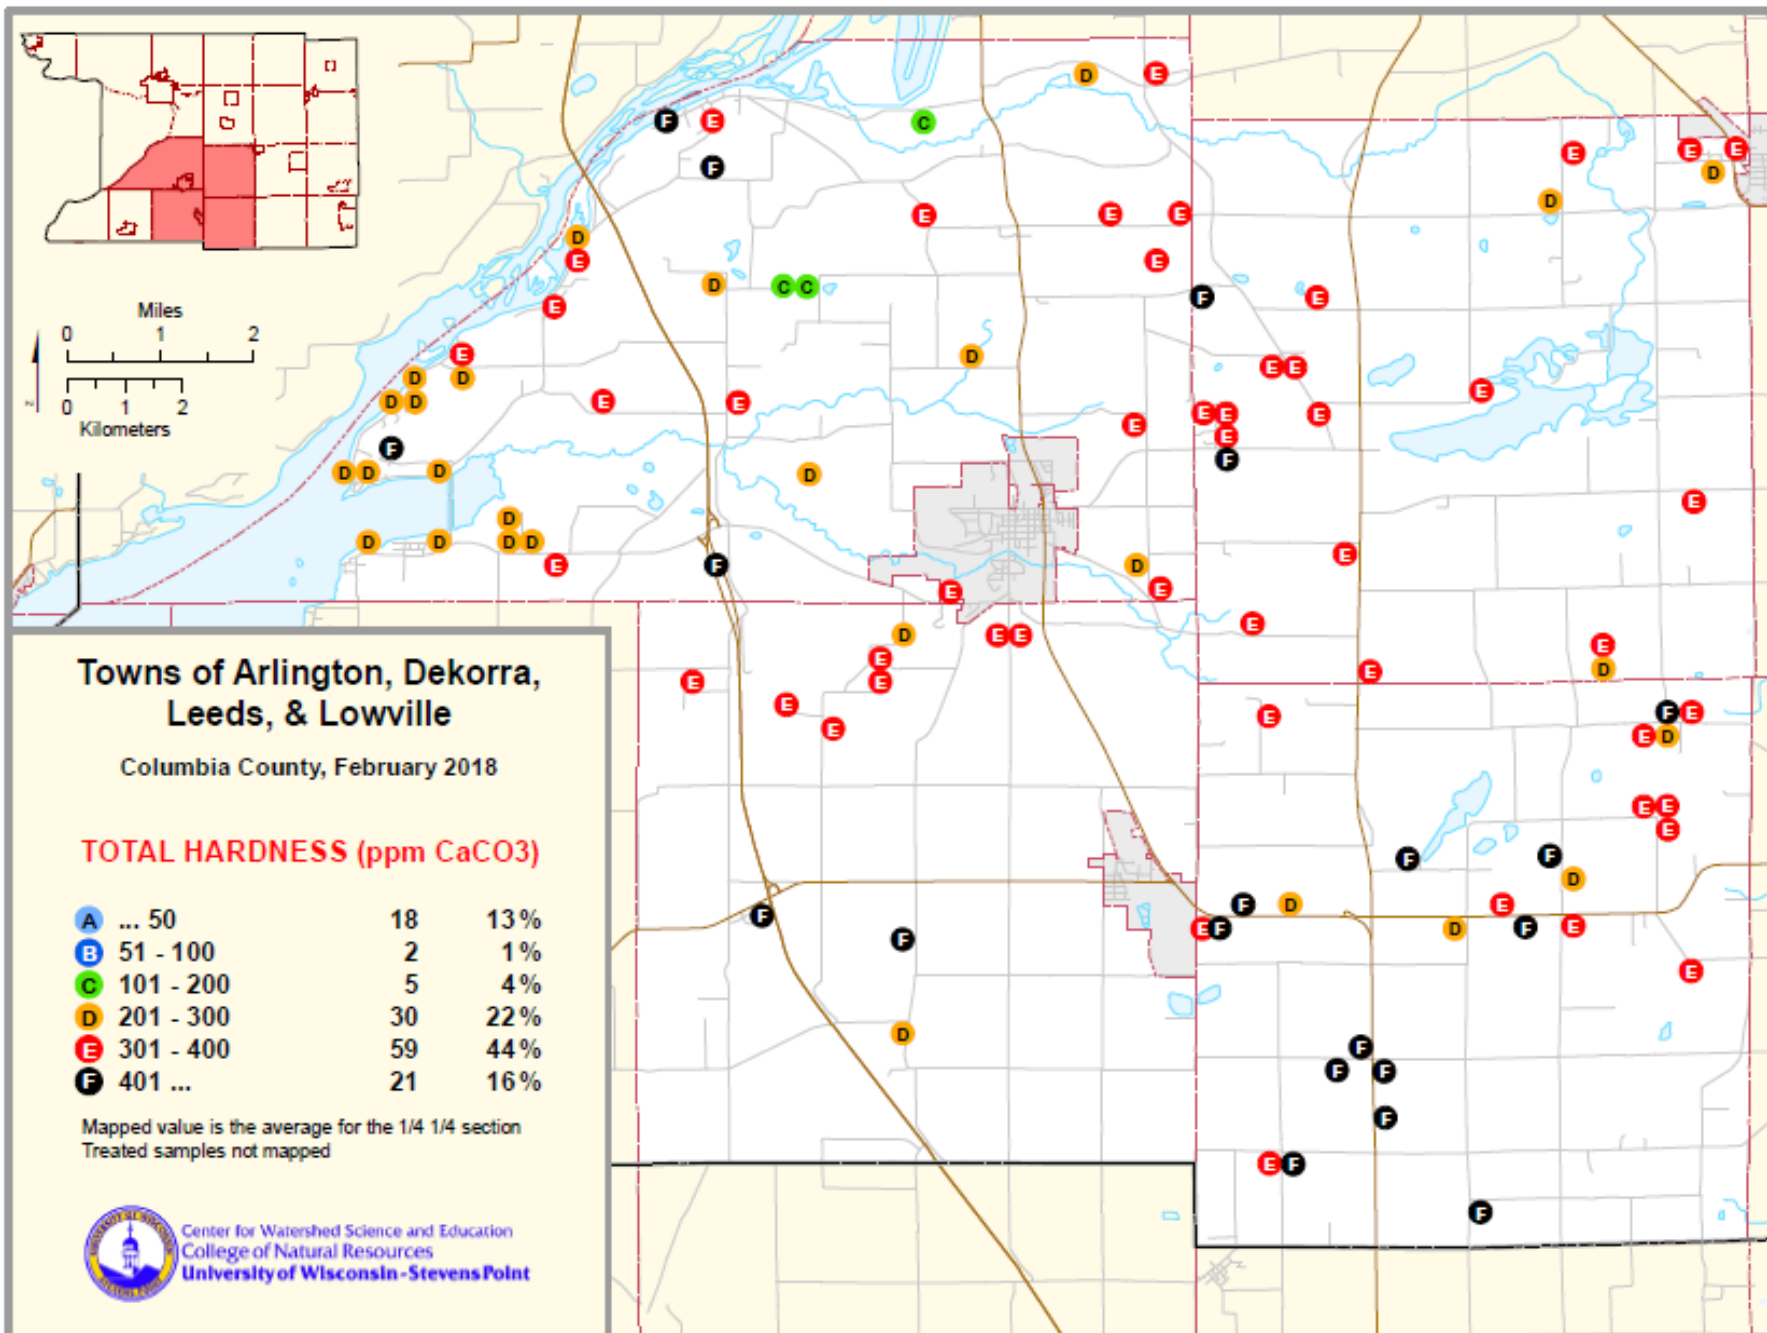 Miles
0 1 2
0 1 2
Kilometers
Towns of Arlington, Dekorra,
Leeds, & Lowville
Columbia County, February 2018
TOTAL HARDNESS (ppm CaCO3)
A ... 50 18 13%
B 51 - 100 2 1%
C 101 - 200 5 4%
D 201 - 300 30 22%
E 301 - 400 59 44%
F 401 ... 21 16%
Mapped value is the average for the 1/4 1/4 section
Treated samples not mapped
Center for Watershed Science and Education
College of Natural Resources
University of Wisconsin - Stevens Point